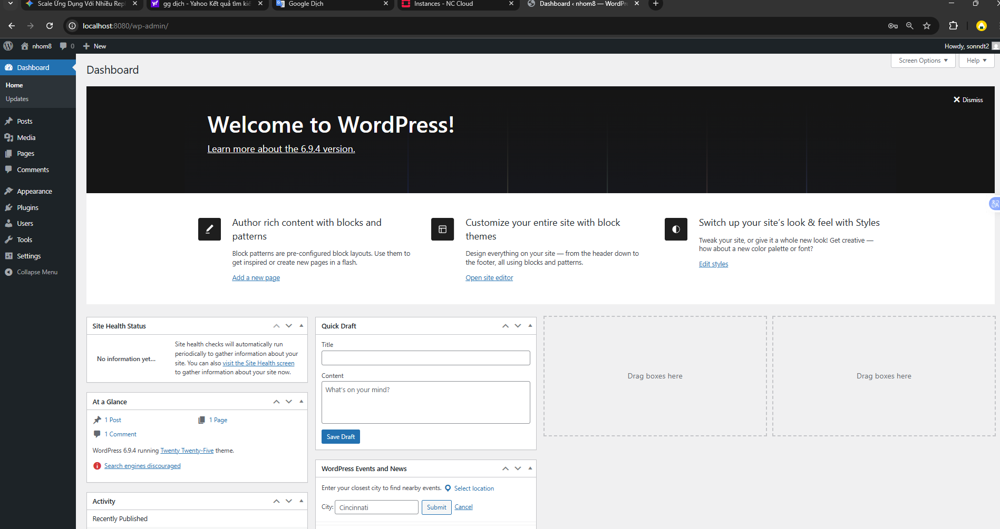 Scale Ứng Dụng Với Nhiều Repl
gg dịch - Yahoo Kết quả tìm kiế
Google Dịch
Instances - NC Cloud
Dashboard ‹ nhom8 — WordPre
localhost:8080/wp-admin/
nhom8
0
New
Howdy, sonndt2
Dashboard
Home
Updates
Posts
Media
Pages
Comments
Appearance
Plugins
Users
Tools
Settings
Collapse Menu
Dashboard
Screen Options
Help
Dismiss
Welcome to WordPress!
Learn more about the 6.9.4 version.
Author rich content with blocks and
patterns
Block patterns are pre-configured block layouts. Use them to
get inspired or create new pages in a flash.
Add a new page
Customize your entire site with block
themes
Design everything on your site — from the header down to
the footer, all using blocks and patterns.
Open site editor
Switch up your site’s look & feel with Styles
Tweak your site, or give it a whole new look! Get creative —
how about a new color palette or font?
Edit styles
Site Health Status
No information yet...
Site health checks will automatically run
periodically to gather information about your
site. You can also visit the Site Health screen
to gather information about your site now.
At a Glance
1 Post
1 Page
1 Comment
WordPress 6.9.4 running Twenty Twenty-Five theme.
Search engines discouraged
Activity
Recently Published
Quick Draft
Title
Content
What's on your mind?
Save Draft
WordPress Events and News
Enter your closest city to find nearby events.
Select location
City:
Cincinnati
Submit
Cancel
Drag boxes here
Drag boxes here